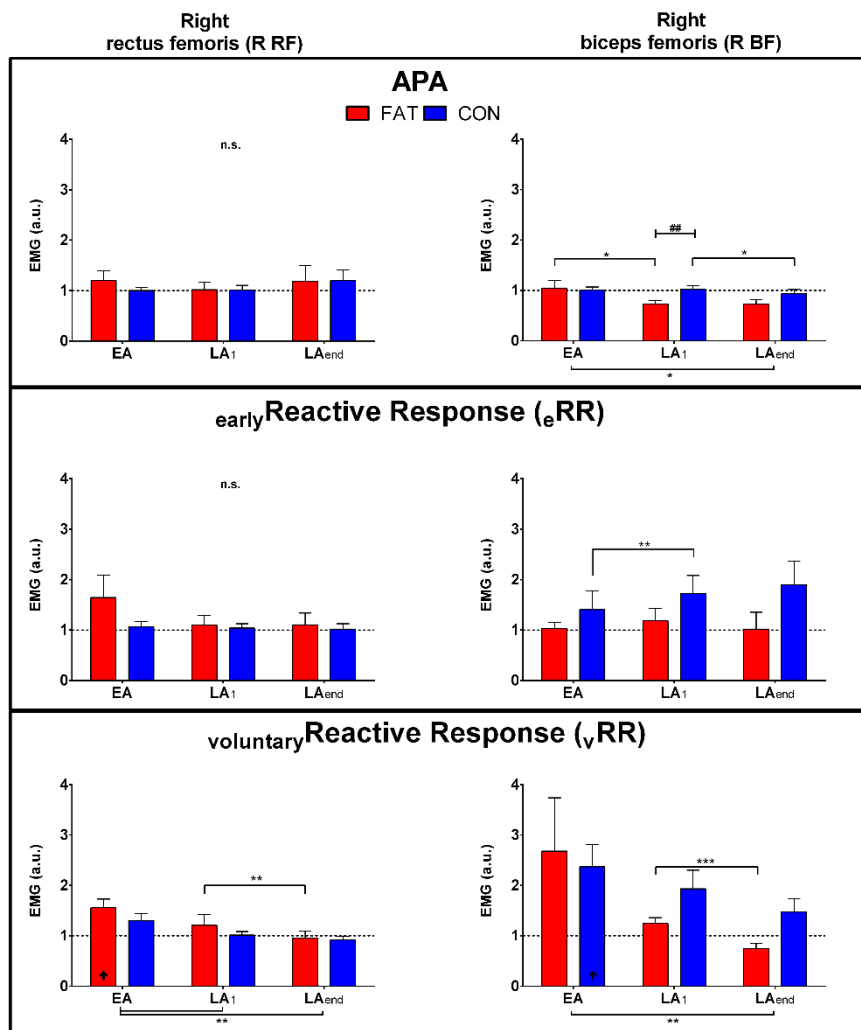 Right
rectus femoris (R RF)
Right
biceps femoris (R BF)
APA
FAT CON
EMG (a.u.)
4
3
2
1
0
n.s.
EA LA1 LAend
EMG (a.u.)
4
3
2
1
0
* ## *
EA LA1 LAend
*
earlyReactive Response (eRR)
EMG (a.u.)
4
3
2
1
0
n.s.
EA LA1 LAend
EMG (a.u.)
4
3
2
1
0
**
EA LA1 LAend
voluntaryReactive Response (vRR)
EMG (a.u.)
4
3
2
1
0
**
↑
EA LA1 LAend
**
EMG (a.u.)
4
3
2
1
0
***
↑
EA LA1 LAend
**